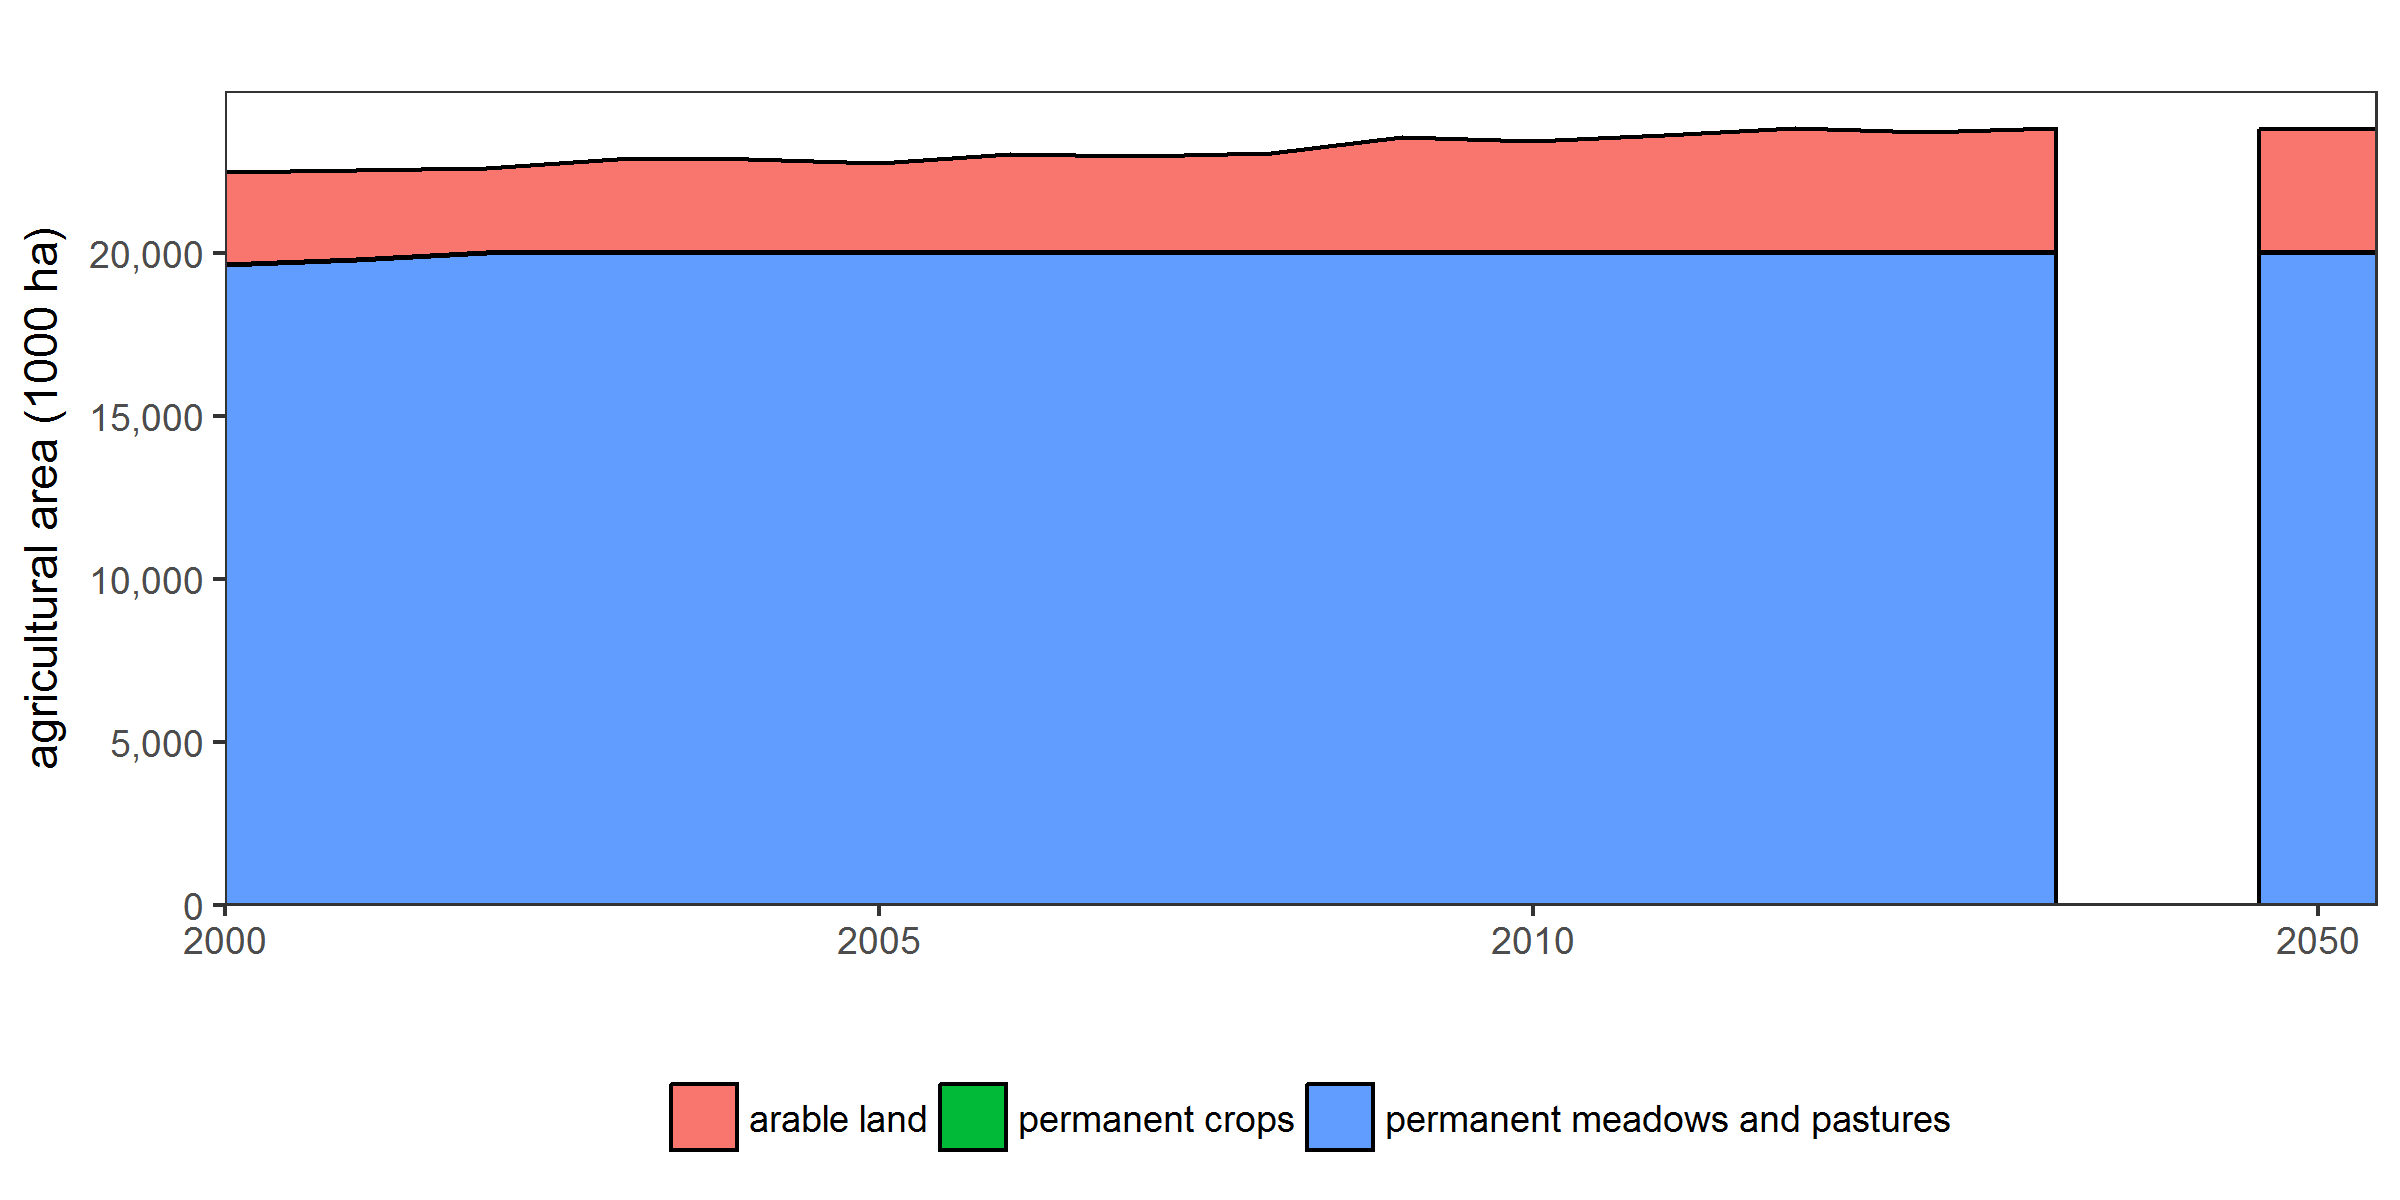 agricultural area (1000 ha)
20,000
15,000
10,000
5,000
0
2000 2005 2010 2050
arable land permanent crops permanent meadows and pastures